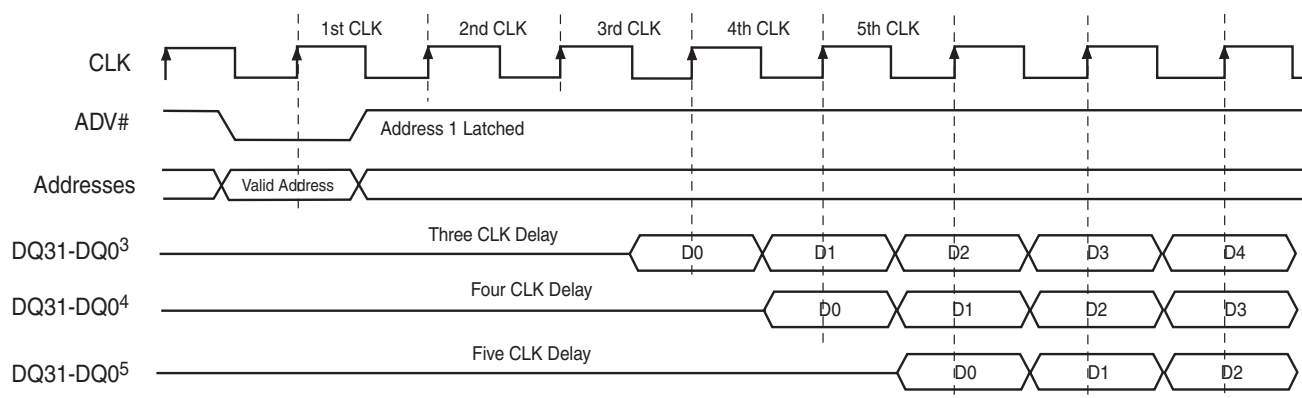 1st CLK 2nd CLK 3rd CLK 4th CLK 5th CLK
CLK
ADV#
Address 1 Latched
Addresses
Valid Address
DQ31-DQ0³ Three CLK Delay D0 D1 D2 D3 D4
DQ31-DQ0⁴ Four CLK Delay D0 D1 D2 D3
DQ31-DQ0⁵ Five CLK Delay D0 D1 D2